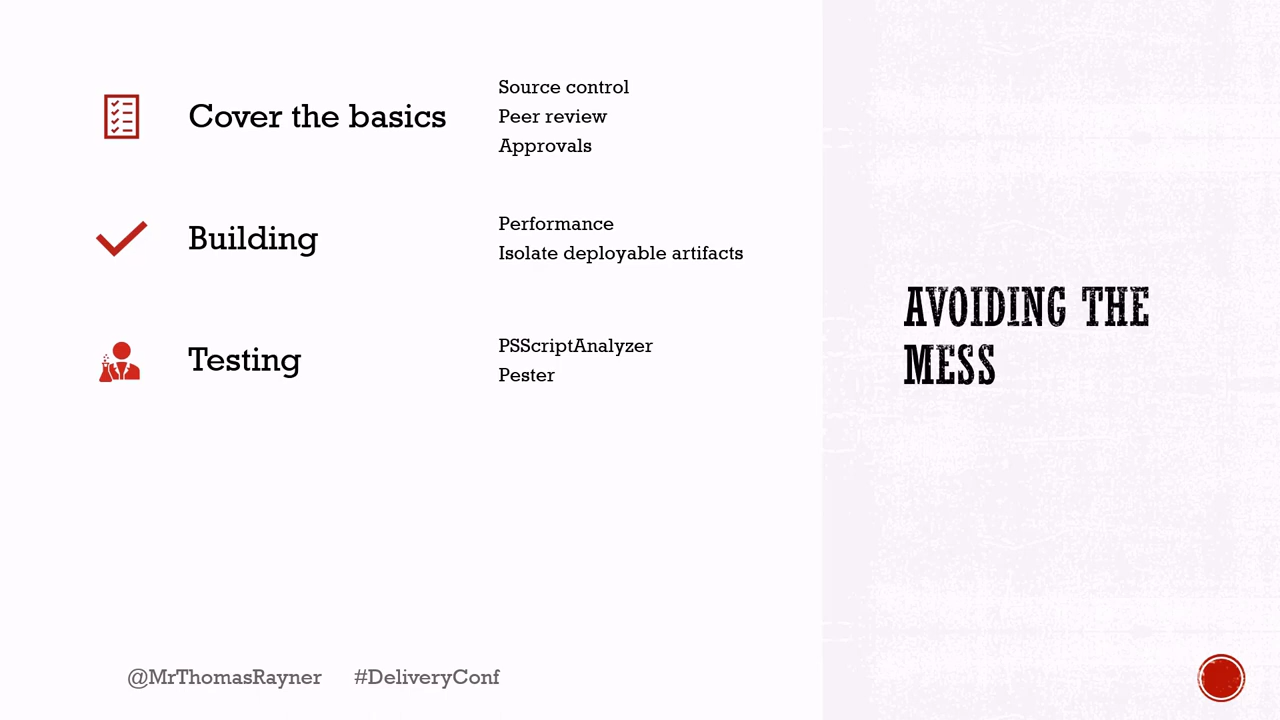 Cover the basics
Source control
Peer review
Approvals
Building
Performance
Isolate deployable artifacts
Testing
PSScriptAnalyzer
Pester
AVOIDING THE
MESS
@MrThomasRayner #DeliveryConf